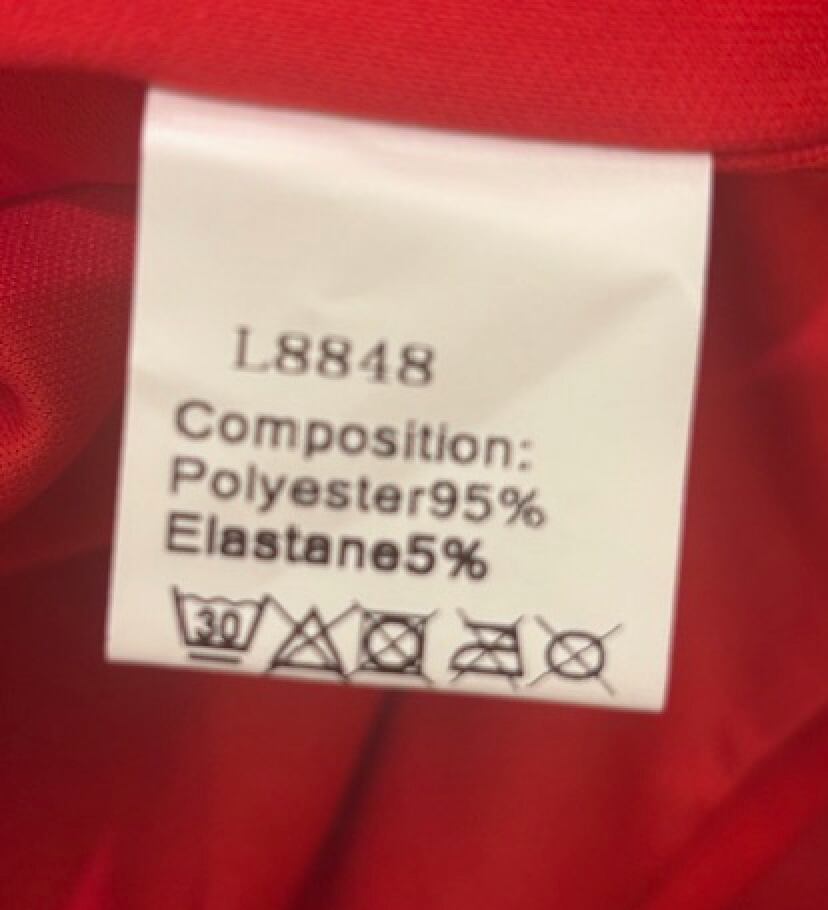 L8848
Composition:
Polyester95%
Elastane5%
30